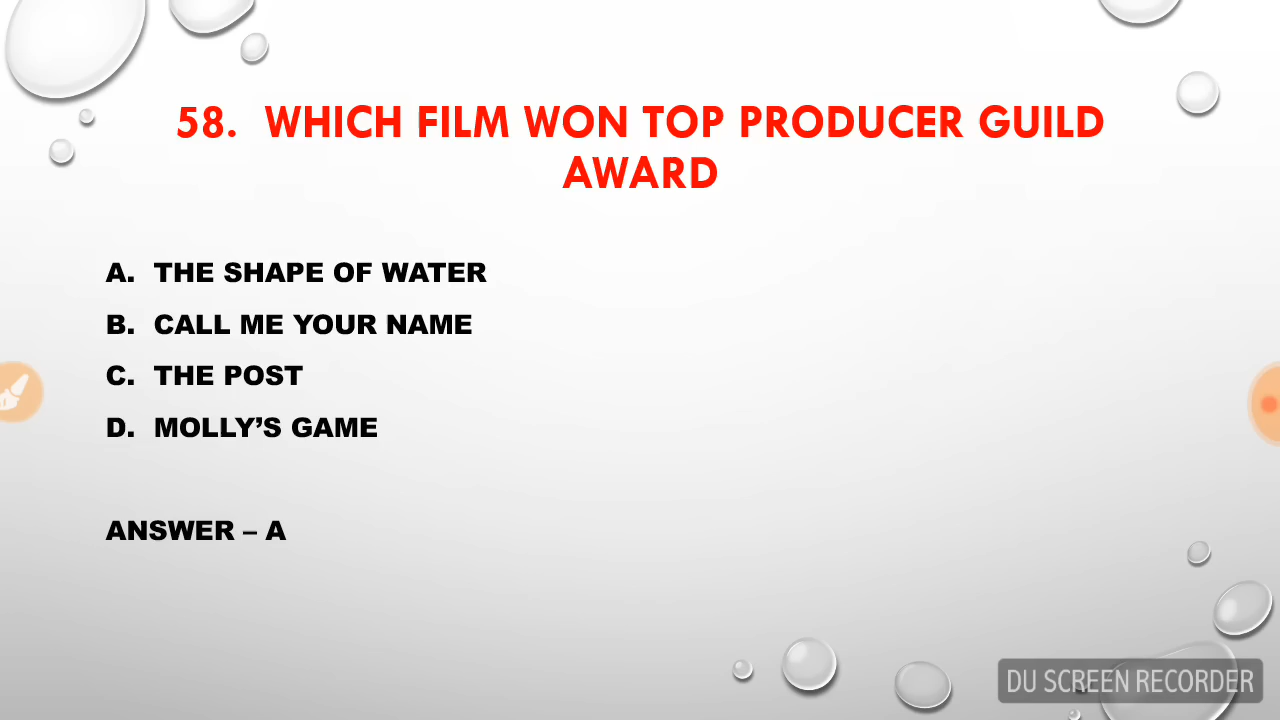 58. WHICH FILM WON TOP PRODUCER GUILD
AWARD
A. THE SHAPE OF WATER
B. CALL ME YOUR NAME
C. THE POST
D. MOLLY’S GAME
ANSWER – A
DU SCREEN RECORDER